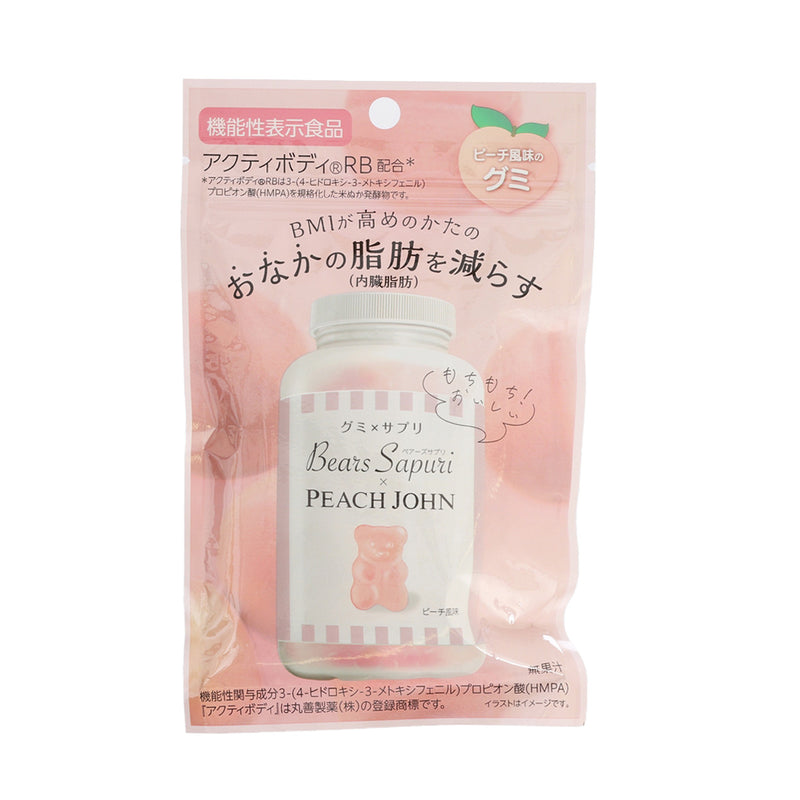 機能性表示食品
アクティボディ®RB 配合*
*アクティボディ®RBは3-(4-ヒドロキシ-3-メトキシフェニル)
プロピオン酸(HMPA)を規格化した米ぬか発酵物です。
ピーチ風味の
グミ
BMIが高めのかたの
おなかの脂肪を減らす
(内臓脂肪)
もちもち!
おいしい
グミ×サプリ
ベアーズサプリ
Bears Sapuri
×
PEACH JOHN
ピーチ風味
無果汁
機能性関与成分3-(4-ヒドロキシ-3-メトキシフェニル)プロピオン酸(HMPA)
『アクティボディ』は丸善製薬(株)の登録商標です。
イラストはイメージです。